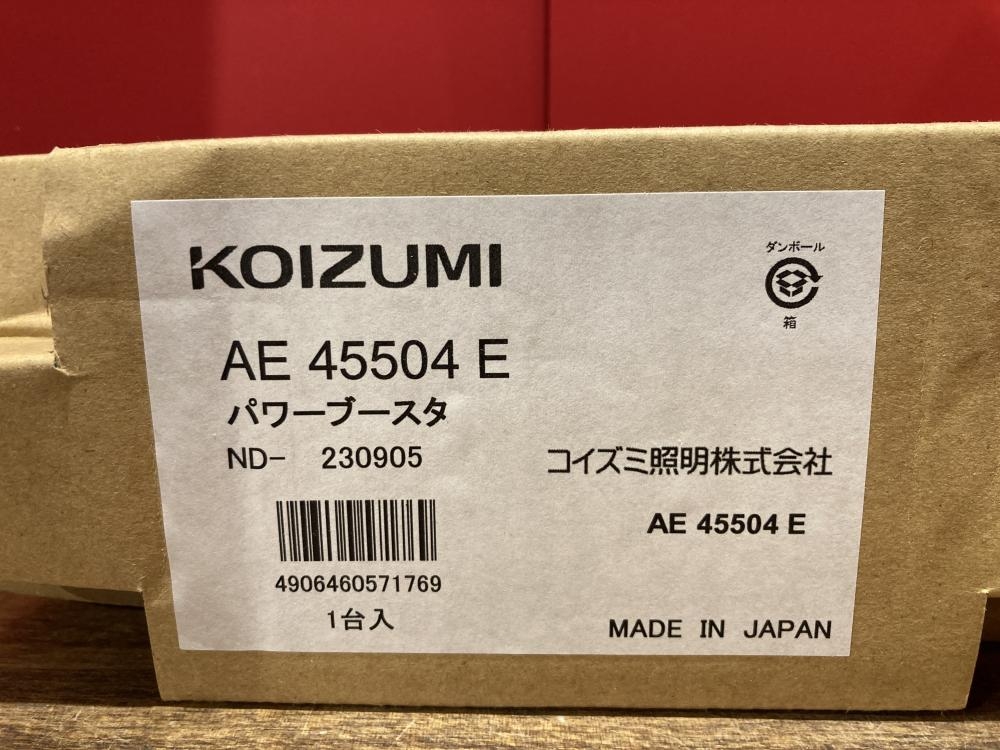 KOIZUMI
ダンボール
箱
AE 45504 E
パワーブースタ
ND- 230905
コイズミ照明株式会社
AE 45504 E
4906460571769
1台入
MADE IN JAPAN